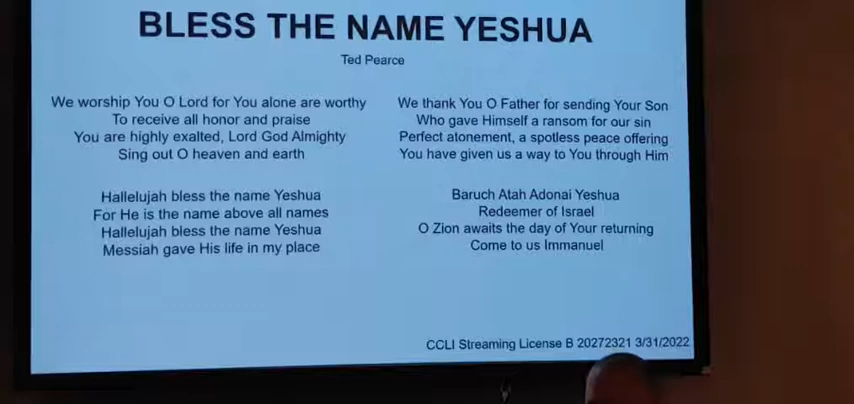 BLESS THE NAME YESHUA
Ted Pearce
We worship You O Lord for You alone are worthy
To receive all honor and praise
You are highly exalted, Lord God Almighty
Sing out O heaven and earth
Hallelujah bless the name Yeshua
For He is the name above all names
Hallelujah bless the name Yeshua
Messiah gave His life in my place
We thank You O Father for sending Your Son
Who gave Himself a ransom for our sin
Perfect atonement, a spotless peace offering
You have given us a way to You through Him
Baruch Atah Adonai Yeshua
Redeemer of Israel
O Zion awaits the day of Your returning
Come to us Immanuel
CCLI Streaming License B 20272321 3/31/2022